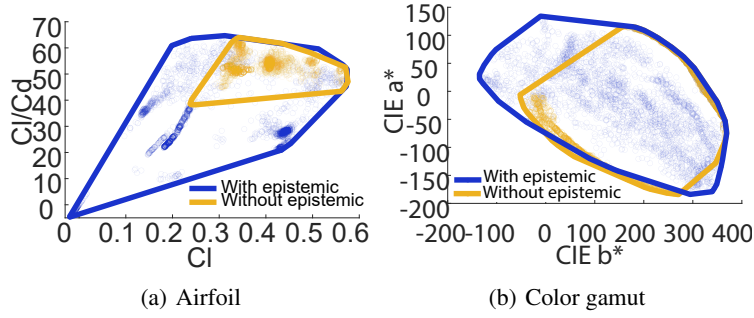 70
60
50
40
30
20
10
0
Cl/Cd
With epistemic
Without epistemic
0 0.1 0.2 0.3 0.4 0.5 0.6
Cl
(a) Airfoil
150
100
50
0
-50
-100
-150
-200
CIE a*
With epistemic
Without epistemic
-200 -100 0 100 200 300 400
CIE b*
(b) Color gamut